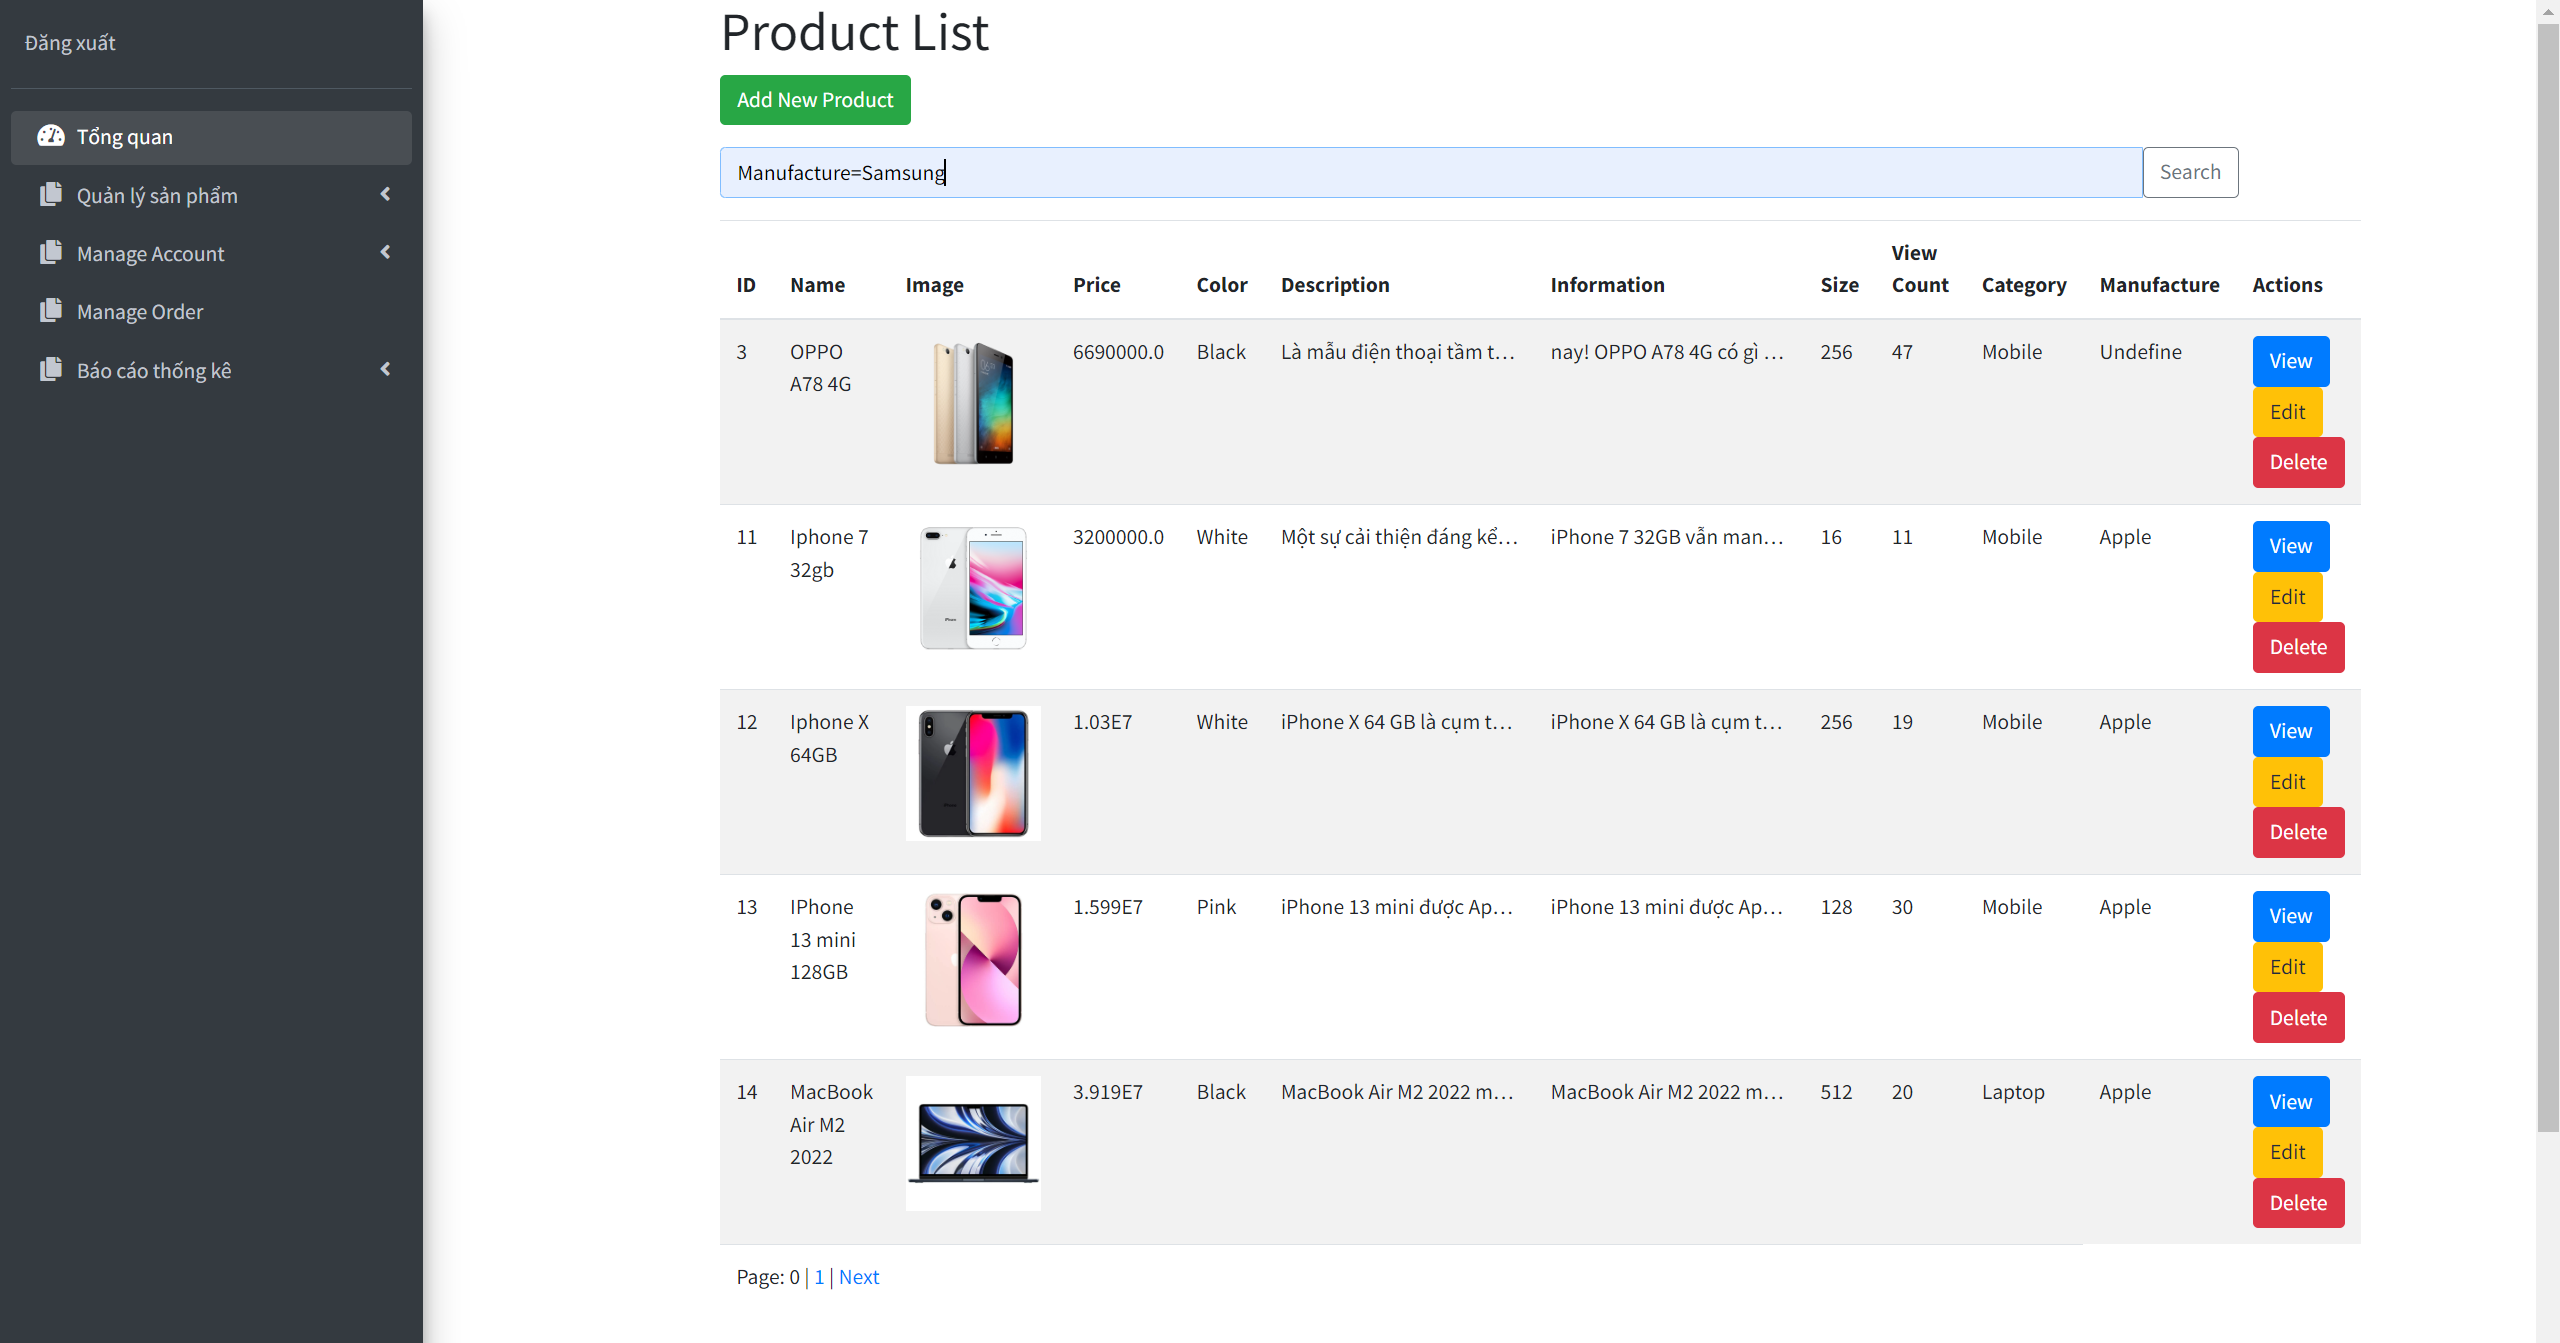 Đăng xuất
Tổng quan
Quản lý sản phẩm
Manage Account
Manage Order
Báo cáo thống kê
Product List
Add New Product
Manufacture=Samsung
Search
ID Name Image Price Color Description Information Size View Count Category Manufacture Actions
3 OPPO A78 4G 6690000.0 Black Là mẫu điện thoại tầm t... nay! OPPO A78 4G có gì ... 256 47 Mobile Undefine View
Edit
Delete
11 Iphone 7 32gb 3200000.0 White Một sự cải thiện đáng kể... iPhone 7 32GB vẫn man... 16 11 Mobile Apple View
Edit
Delete
12 Iphone X 64GB 1.03E7 White iPhone X 64 GB là cụm t... iPhone X 64 GB là cụm t... 256 19 Mobile Apple View
Edit
Delete
13 IPhone 13 mini 128GB 1.599E7 Pink iPhone 13 mini được Ap... iPhone 13 mini được Ap... 128 30 Mobile Apple View
Edit
Delete
14 MacBook Air M2 2022 3.919E7 Black MacBook Air M2 2022 m... MacBook Air M2 2022 m... 512 20 Laptop Apple View
Edit
Delete
Page: 0 | 1 | Next